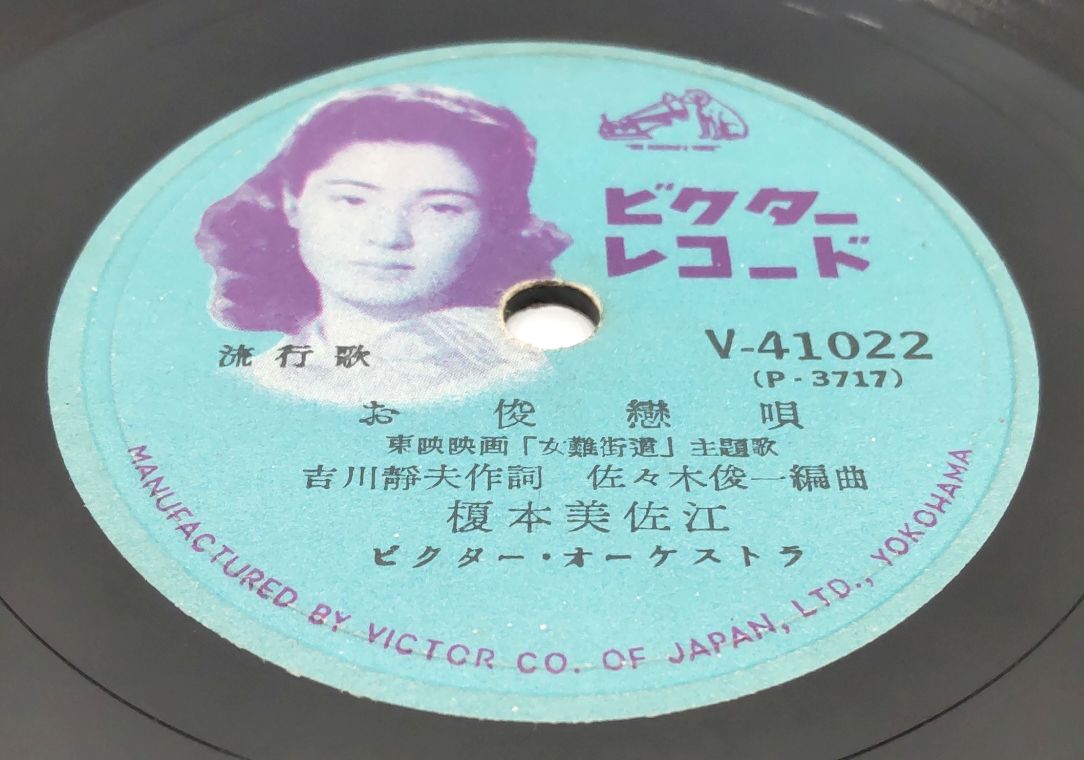 ビクター
レコード
V-41022
(P-3717)
流行歌
お俊戀唄
東映映画「女難街道」主題歌
吉川靜夫作詞 佐々木俊一編曲
榎本美佐江
ビクター・オーケストラ
MANUFACTURED BY VICTOR CO. OF JAPAN, LTD., YOKOHAMA